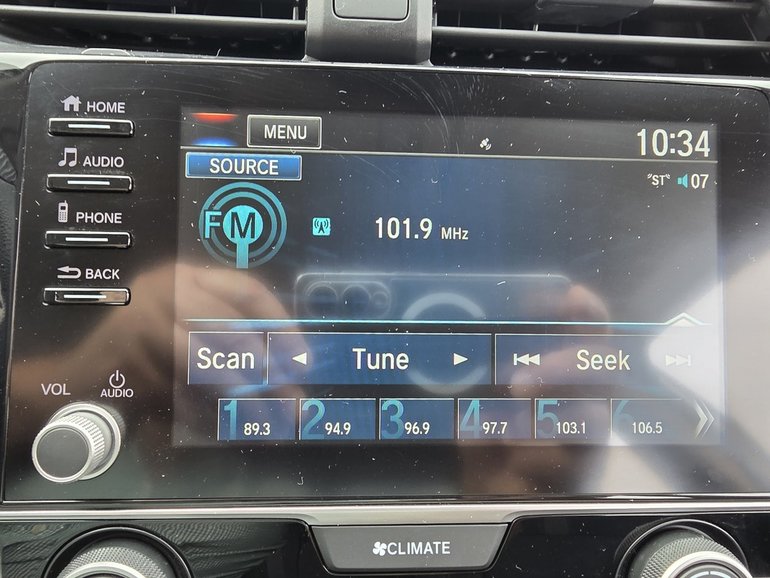 HOME
MENU
10:34
AUDIO
SOURCE
"ST" 07
PHONE
FM 101.9 MHz
BACK
Scan Tune Seek
VOL AUDIO
1 89.3 2 94.9 3 96.9 4 97.7 5 103.1 6 106.5
CLIMATE